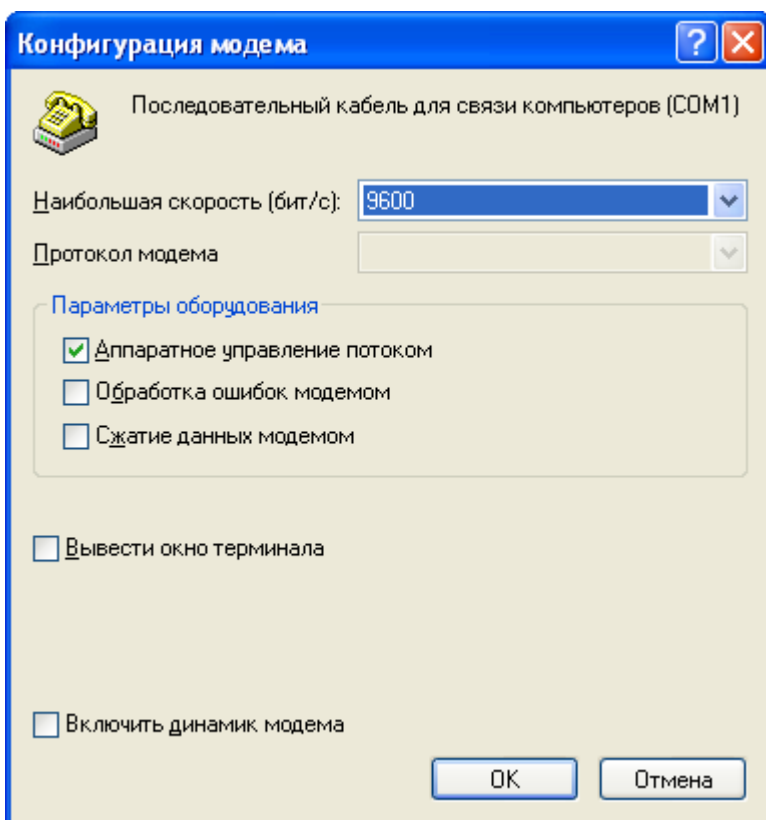 Конфигурация модема
Последовательный кабель для связи компьютеров (COM1)
Наибольшая скорость (бит/с): 9600
Протокол модема
Параметры оборудования
Аппаратное управление потоком
Обработка ошибок модемом
Сжатие данных модемом
Вывести окно терминала
Включить динамик модема
OK Отмена